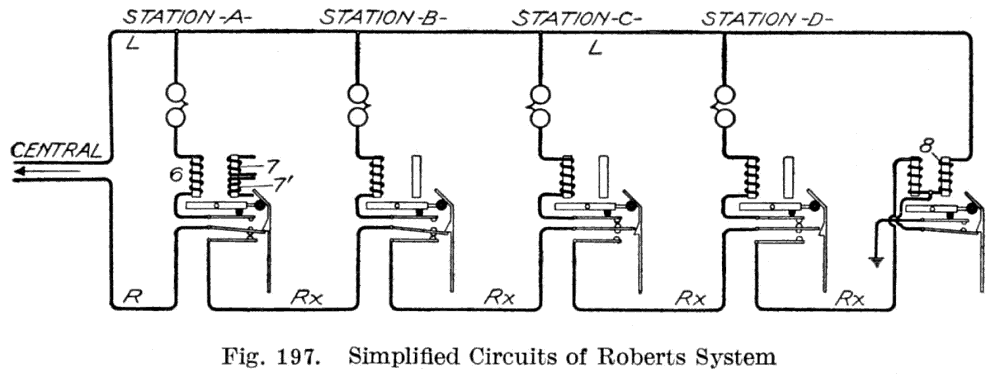 STATION -A- STATION -B- STATION -C- STATION -D-
L L
CENTRAL
6 7 8
7'
R Rx Rx Rx Rx
Fig. 197. Simplified Circuits of Roberts System